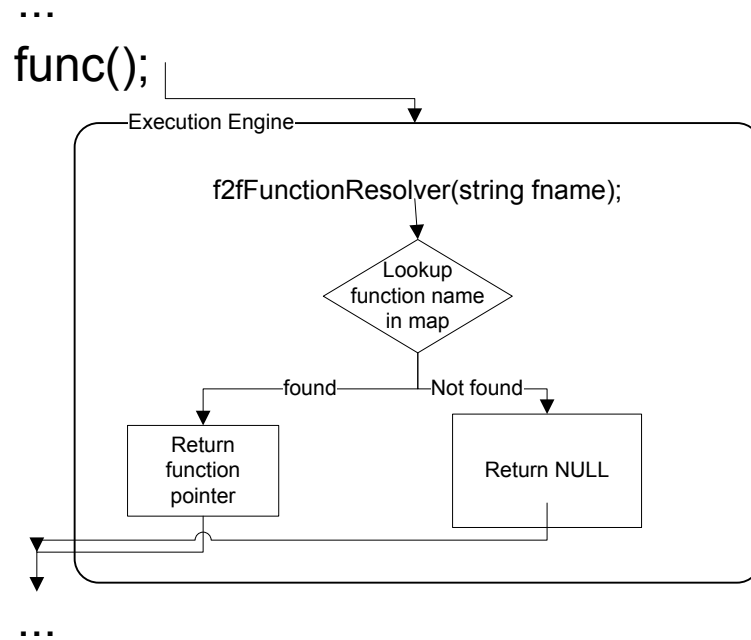 ...
func();
Execution Engine
f2fFunctionResolver(string fname);
Lookup
function name
in map
found
Not found
Return
function
pointer
Return NULL
...